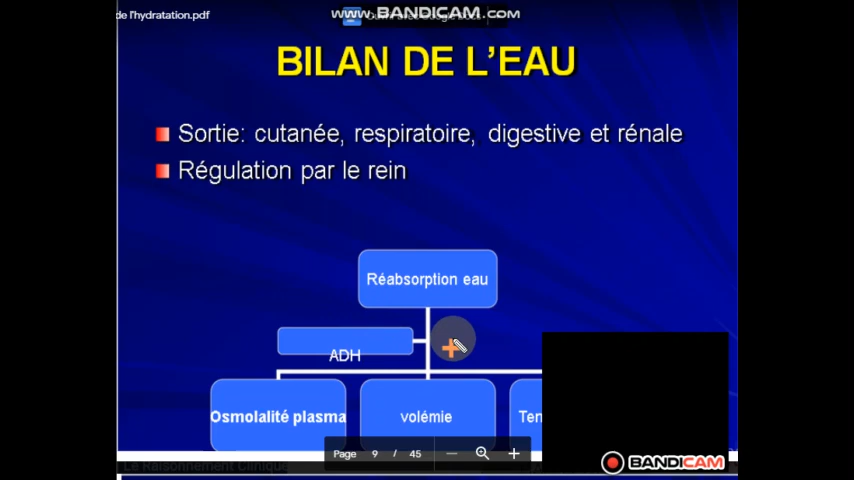 de l'hydratation.pdf
www.BANDICAM.com
BILAN DE L'EAU
Sortie: cutanée, respiratoire, digestive et rénale
Régulation par le rein
Réabsorption eau
ADH
Osmolalité plasma
volémie
Ten
Page 9 / 45
Le Raisonnement Clinique
BANDICAM